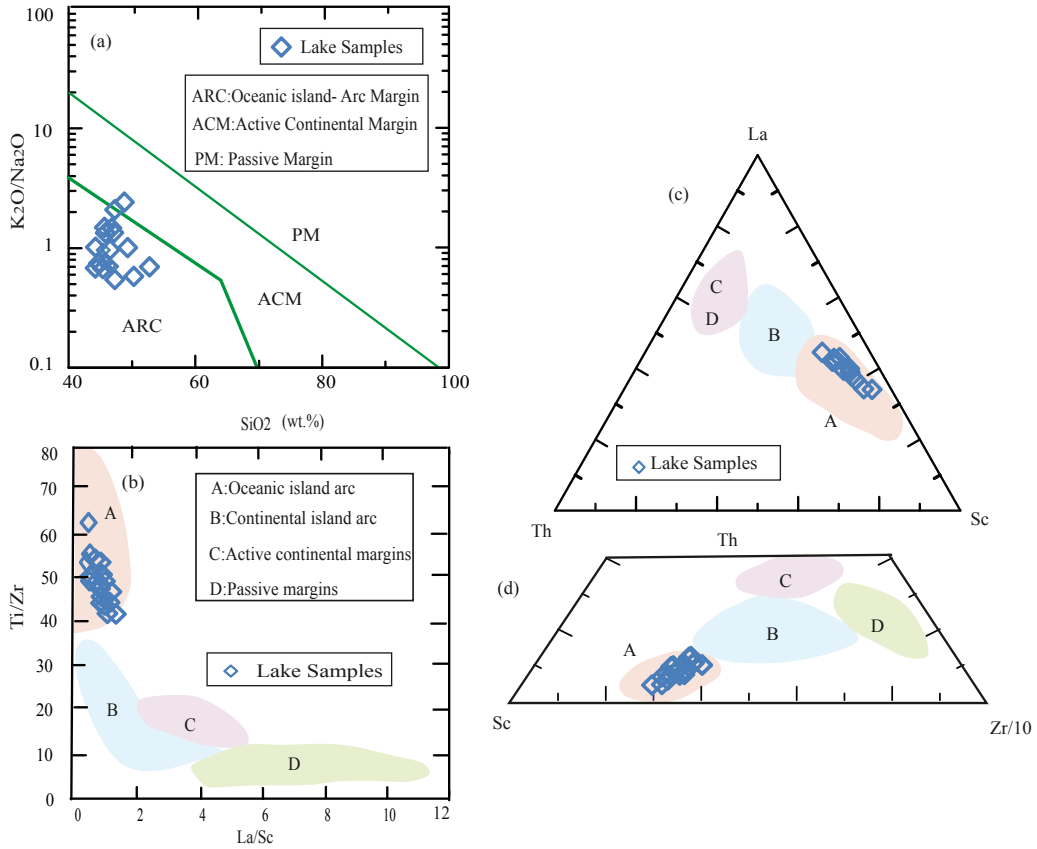 100
(a)
Lake Samples
ARC:Oceanic island- Arc Margin
ACM:Active Continental Margin
PM: Passive Margin
10
K2O/Na2O
1
PM
ACM
ARC
0.1
40
60
80
100
SiO2 (wt.%)
80
(b)
A:Oceanic island arc
B:Continental island arc
C:Active continental margins
D:Passive margins
70
A
60
50
Ti/Zr
40
30
Lake Samples
20
B
C
10
D
0
0
2
4
6
8
10
12
La/Sc
La
(c)
C
D
B
A
Lake Samples
Th
Sc
Th
(d)
C
D
B
A
Sc
Zr/10